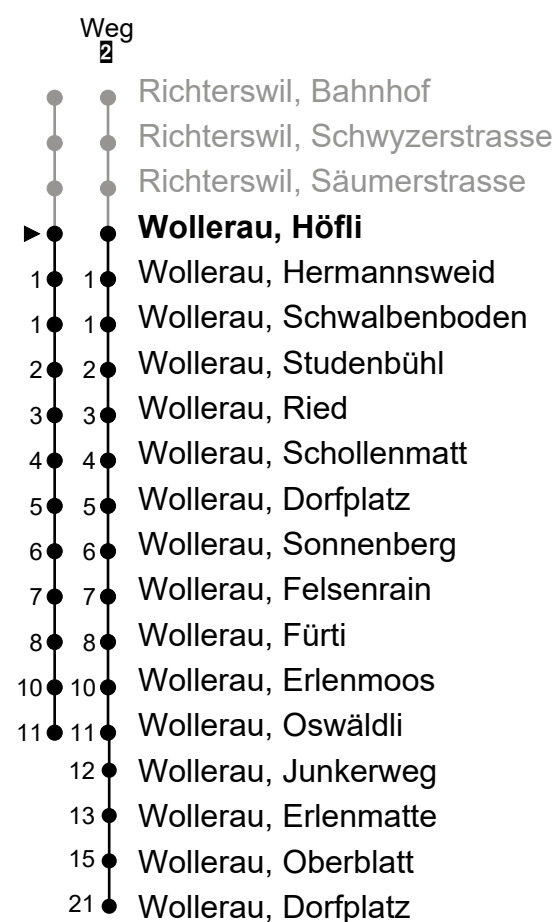 Weg
2
Richterswil, Bahnhof
Richterswil, Schwyzerstrasse
Richterswil, Säumerstrasse
Wollerau, Höfli
1 1 Wollerau, Hermannsweid
1 1 Wollerau, Schwalbenboden
2 2 Wollerau, Studenbühl
3 3 Wollerau, Ried
4 4 Wollerau, Schollenmatt
5 5 Wollerau, Dorfplatz
6 6 Wollerau, Sonnenberg
7 7 Wollerau, Felsenrain
8 8 Wollerau, Fürti
10 10 Wollerau, Erlenmoos
11 11 Wollerau, Oswäldli
12 Wollerau, Junkerweg
13 Wollerau, Erlenmatte
15 Wollerau, Oberblatt
21 Wollerau, Dorfplatz